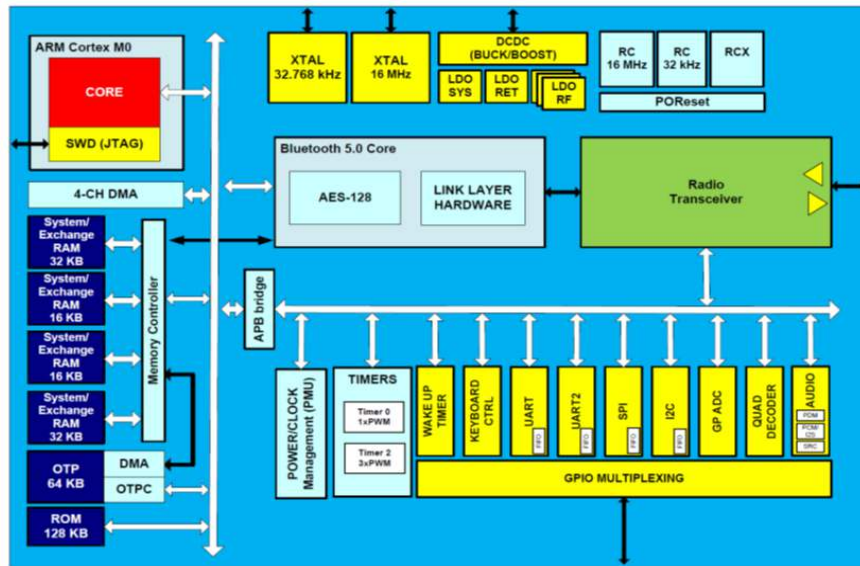 ARM Cortex M0
CORE
SWD (JTAG)
4-CH DMA
System/
Exchange
RAM
32 KB
System/
Exchange
RAM
16 KB
System/
Exchange
RAM
16 KB
System/
Exchange
RAM
32 KB
Memory Controller
OTP
64 KB
DMA
OTPC
ROM
128 KB
XTAL
32.768 kHz
XTAL
16 MHz
DCDC
(BUCK/BOOST)
LDO
SYS
LDO
RET
LDO
RF
RC
16 MHz
RC
32 kHz
RCX
POReset
Bluetooth 5.0 Core
AES-128
LINK LAYER
HARDWARE
Radio
Transceiver
APB bridge
POWER/CLOCK
Management (PMU)
TIMERS
Timer 0
1xPWM
Timer 2
3xPWM
WAKE UP
TIMER
KEYBOARD
CTRL
UART
FIFO
UART2
FIFO
SPI
FIFO
I2C
FIFO
GP ADC
QUAD
DECODER
AUDIO
PDM
SRC
GPIO MULTIPLEXING